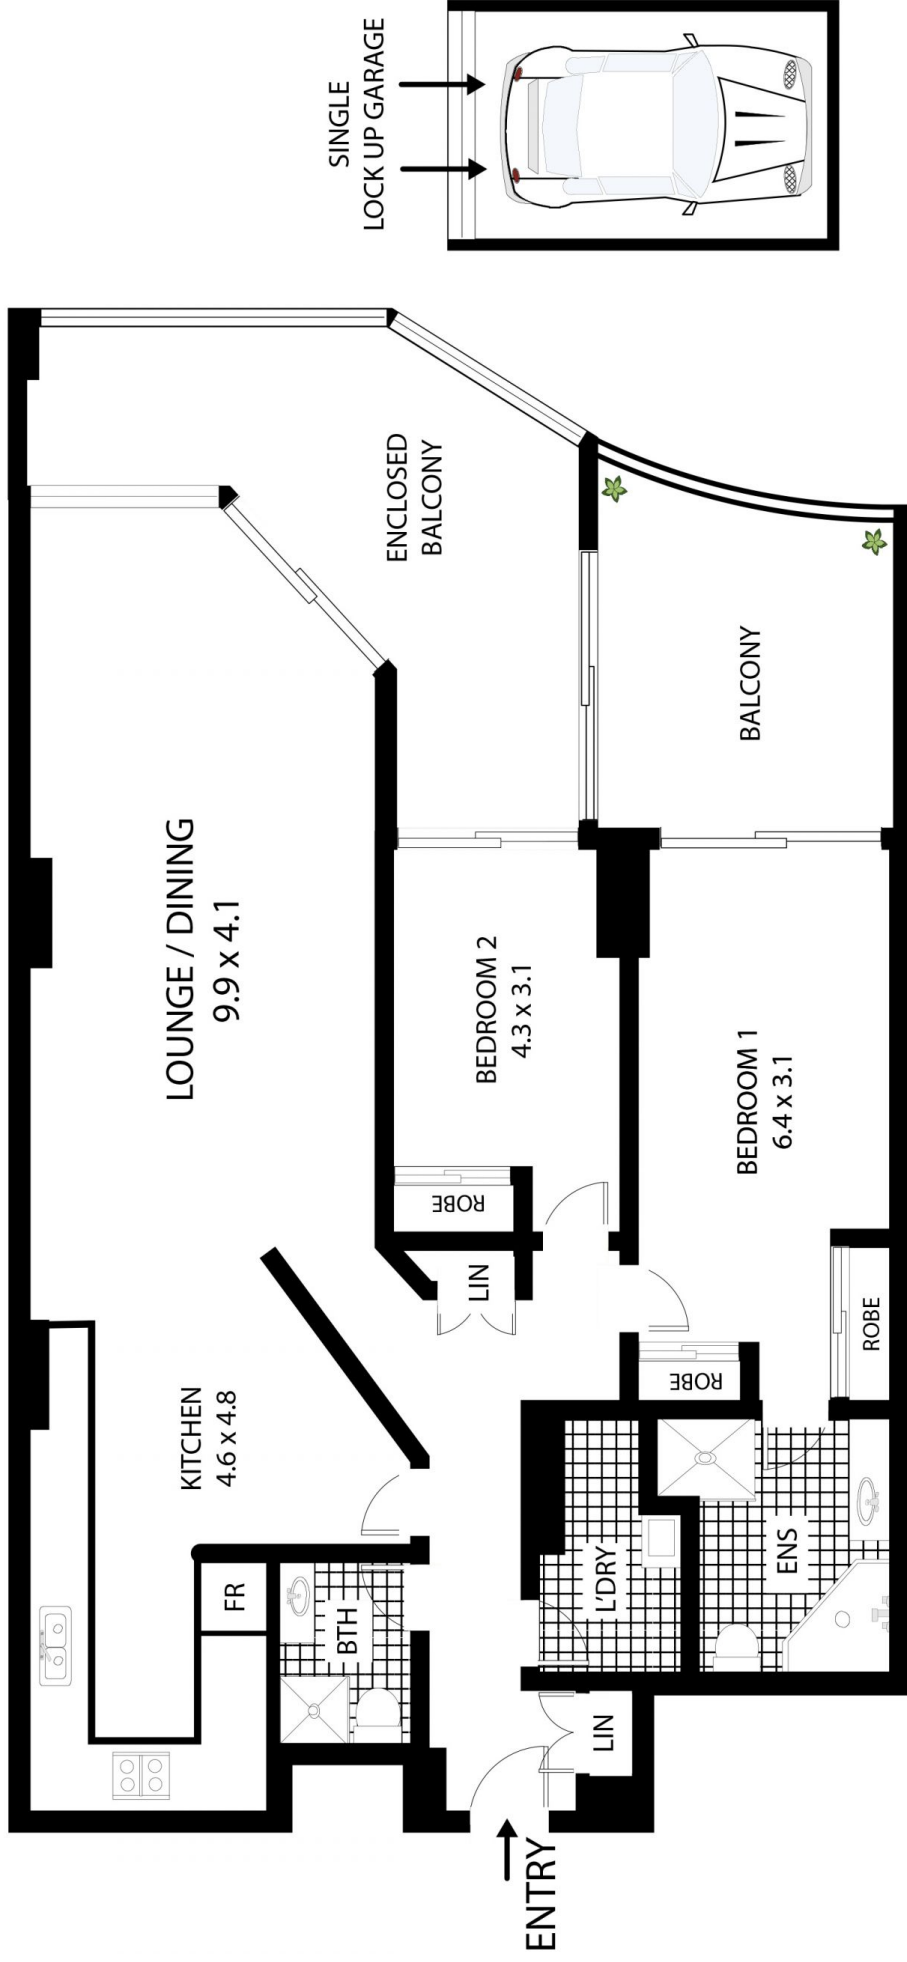 SINGLE
LOCK UP GARAGE
ENCLOSED
BALCONY
BALCONY
LOUNGE / DINING
9.9 x 4.1
BEDROOM 2
4.3 x 3.1
BEDROOM 1
6.4 x 3.1
ROBE
LIN
ROBE
ROBE
KITCHEN
4.6 x 4.8
FR
BTH
L'DRY
ENS
LIN
ENTRY